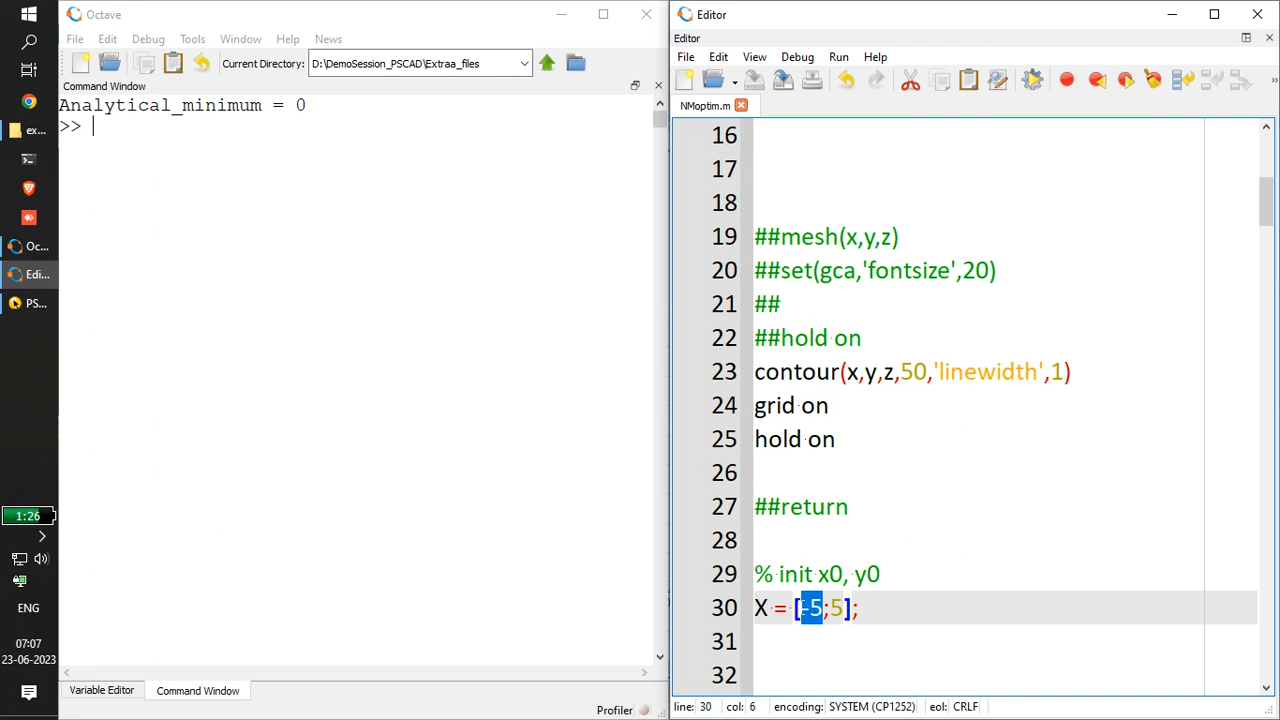 Octave
File Edit Debug Tools Window Help News
Current Directory: D:\DemoSession_PSCAD\Extraa_files
Command Window
Analytical_minimum = 0
>>
Variable Editor Command Window
Profiler
ex...
Oc...
Edi...
PS...
1:26
ENG
07:07
23-06-2023
Editor
Editor
File Edit View Debug Run Help
NMoptim.m
16
17
18
19 ##mesh(x,y,z)
20 ##set(gca,'fontsize',20)
21 ##
22 ##hold on
23 contour(x,y,z,50,'linewidth',1)
24 grid on
25 hold on
26
27 ##return
28
29 % init x0, y0
30 X = [-5;5];
31
32
line: 30 col: 6 encoding: SYSTEM (CP1252) eol: CRLF